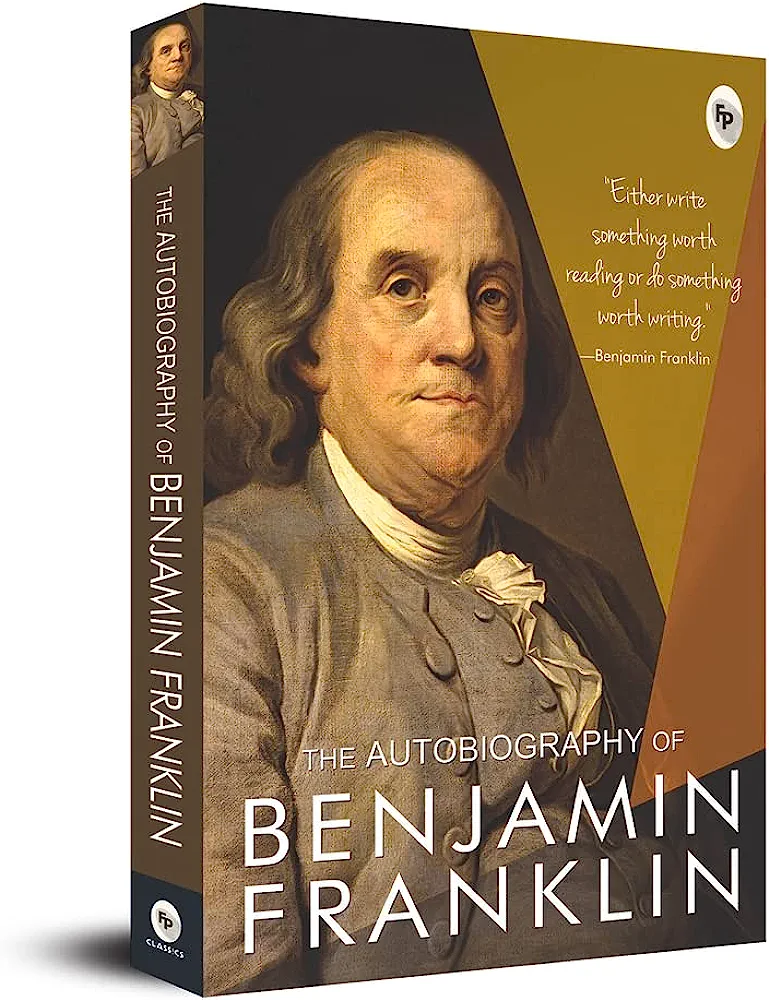 THE AUTOBIOGRAPHY OF BENJAMIN FRANKLIN
FP
CLASSICS
FP
"Either write
something worth
reading or do something
worth writing."
—Benjamin Franklin
THE AUTOBIOGRAPHY OF
BENJAMIN
FRANKLIN